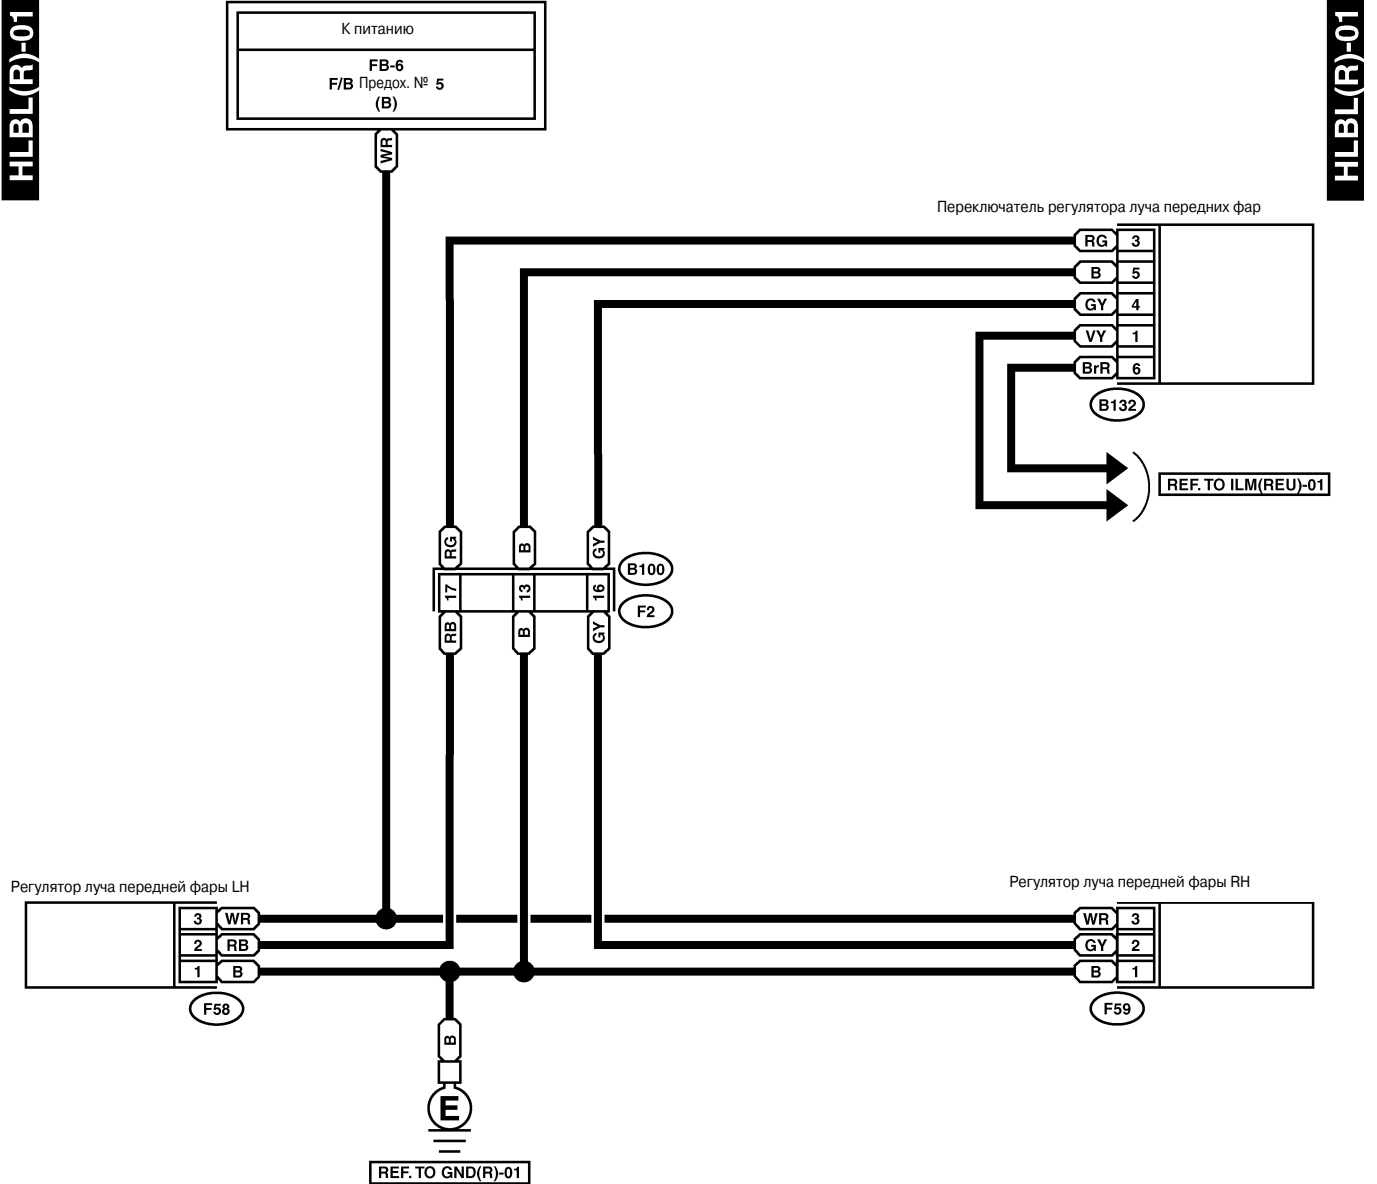 HLBL(R)-01
HLBL(R)-01
К питанию
FB-6
F/B Предох. № 5
(B)
WR
Переключатель регулятора луча передних фар
RG 3
B 5
GY 4
VY 1
BrR 6
B132
REF. TO ILM(REU)-01
RG B GY
B100
17 13 16
F2
RB B GY
Регулятор луча передней фары LH
3 WR
2 RB
1 B
F58
Регулятор луча передней фары RH
WR 3
GY 2
B 1
F59
B
E
REF. TO GND(R)-01